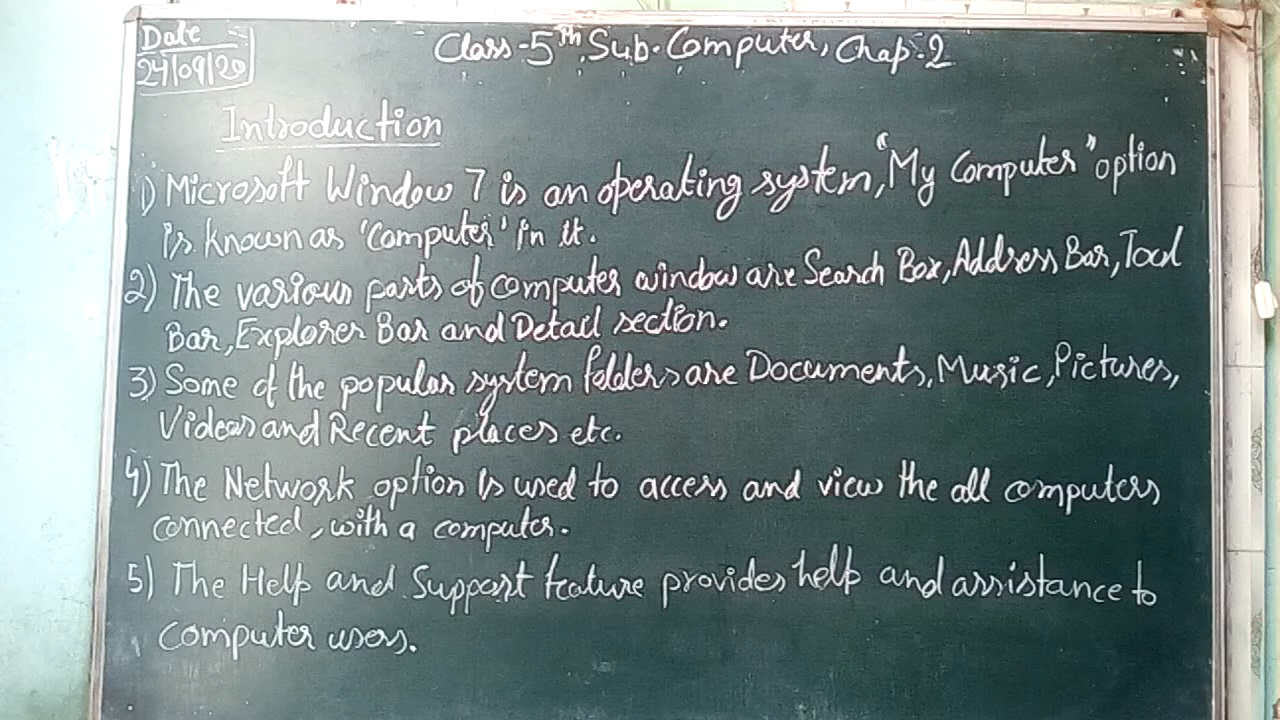 Date
24/09/20
Class-5th, Sub. Computer, Chap.2
Introduction
1) Microsoft Window 7 is an operating system, "My Computer" option
is known as 'Computer' in it.
2) The various parts of computer window are Search Box, Address Bar, Tool
Bar, Explorer Bar and Detail section.
3) Some of the popular system folders are Documents, Music, Pictures,
Videos and Recent places etc.
4) The Network option is used to access and view the all computers
connected, with a computer.
5) The Help and Support feature provides help and assistance to
computer users.